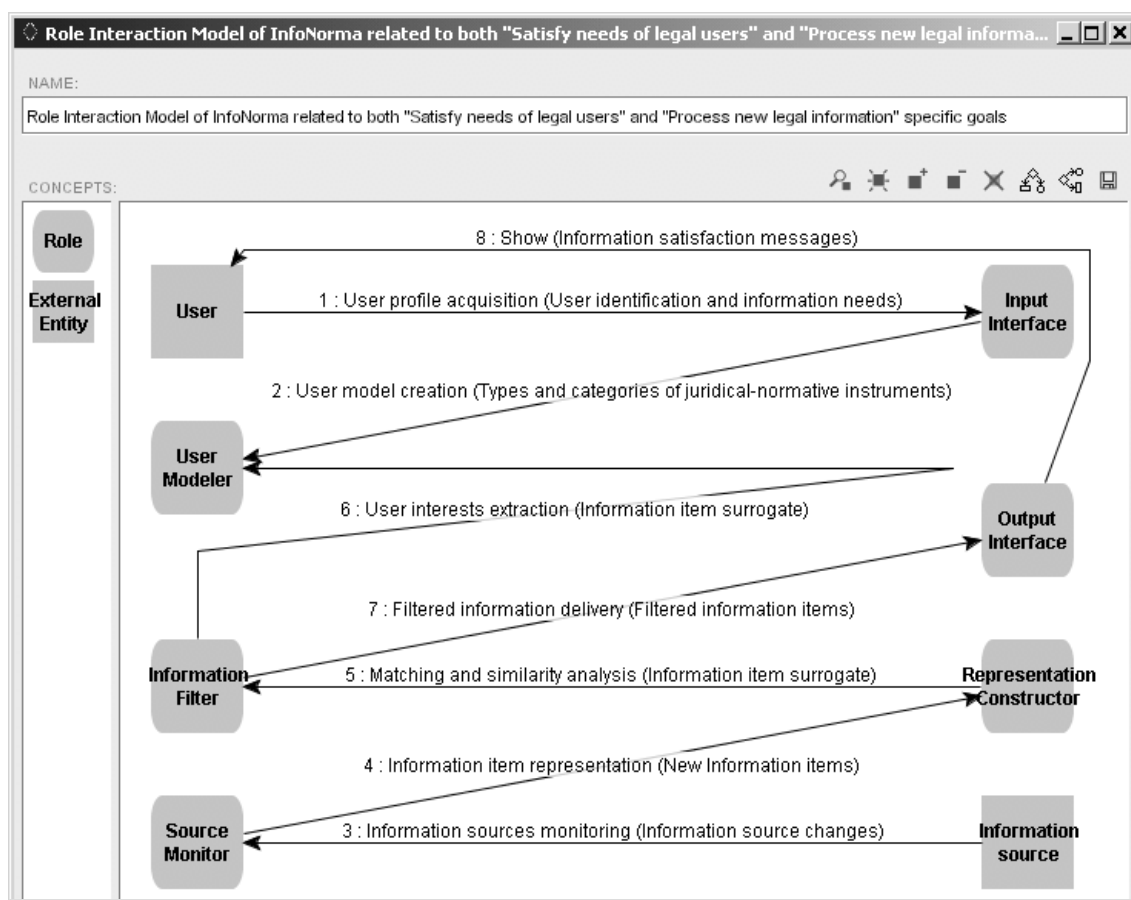 Role Interaction Model of InfoNorma related to both "Satisfy needs of legal users" and "Process new legal informa...
NAME:
Role Interaction Model of InfoNorma related to both "Satisfy needs of legal users" and "Process new legal information" specific goals
CONCEPTS:
Role
External
Entity
8 : Show (Information satisfaction messages)
User
1 : User profile acquisition (User identification and information needs)
Input
Interface
2 : User model creation (Types and categories of juridical-normative instruments)
User
Modeler
6 : User interests extraction (Information item surrogate)
Output
Interface
7 : Filtered information delivery (Filtered information items)
Information
Filter
5 : Matching and similarity analysis (Information item surrogate)
Representation
Constructor
4 : Information item representation (New Information items)
Source
Monitor
3 : Information sources monitoring (Information source changes)
Information
source